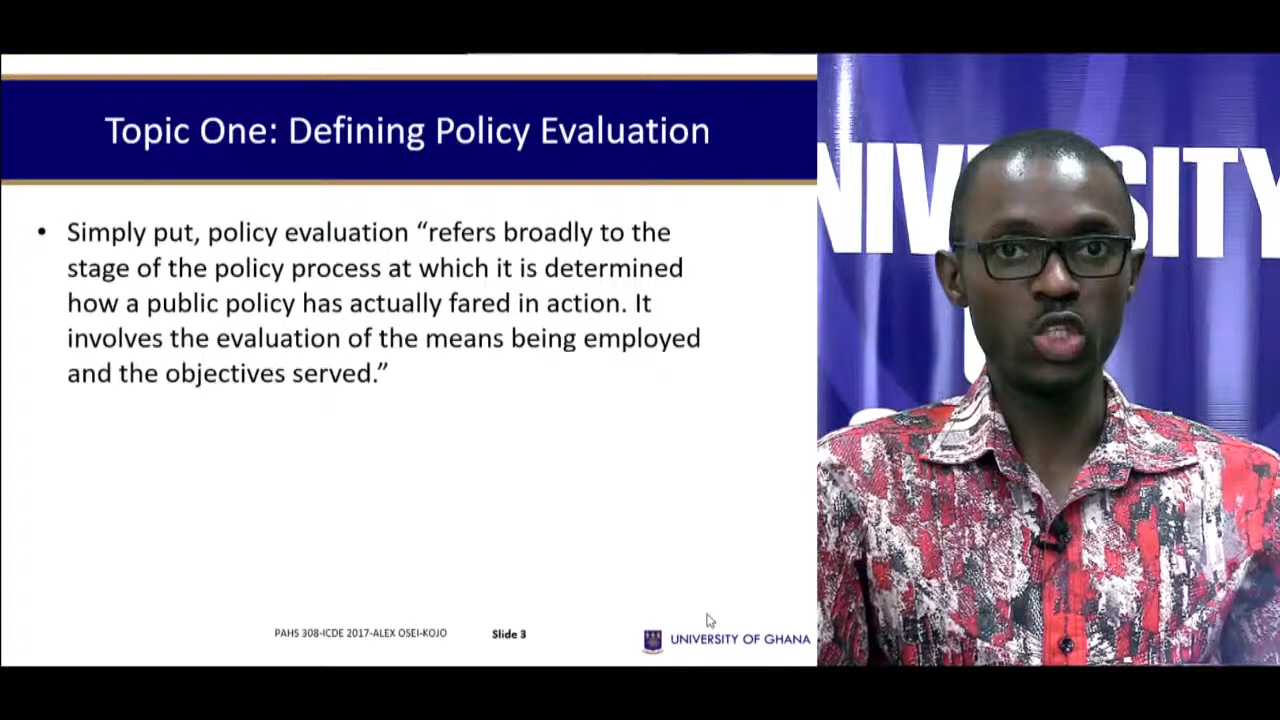 Topic One: Defining Policy Evaluation
• Simply put, policy evaluation “refers broadly to the
stage of the policy process at which it is determined
how a public policy has actually fared in action. It
involves the evaluation of the means being employed
and the objectives served.”
PAHS 308-ICDE 2017-ALEX OSEI-KOJO
Slide 3
UNIVERSITY OF GHANA